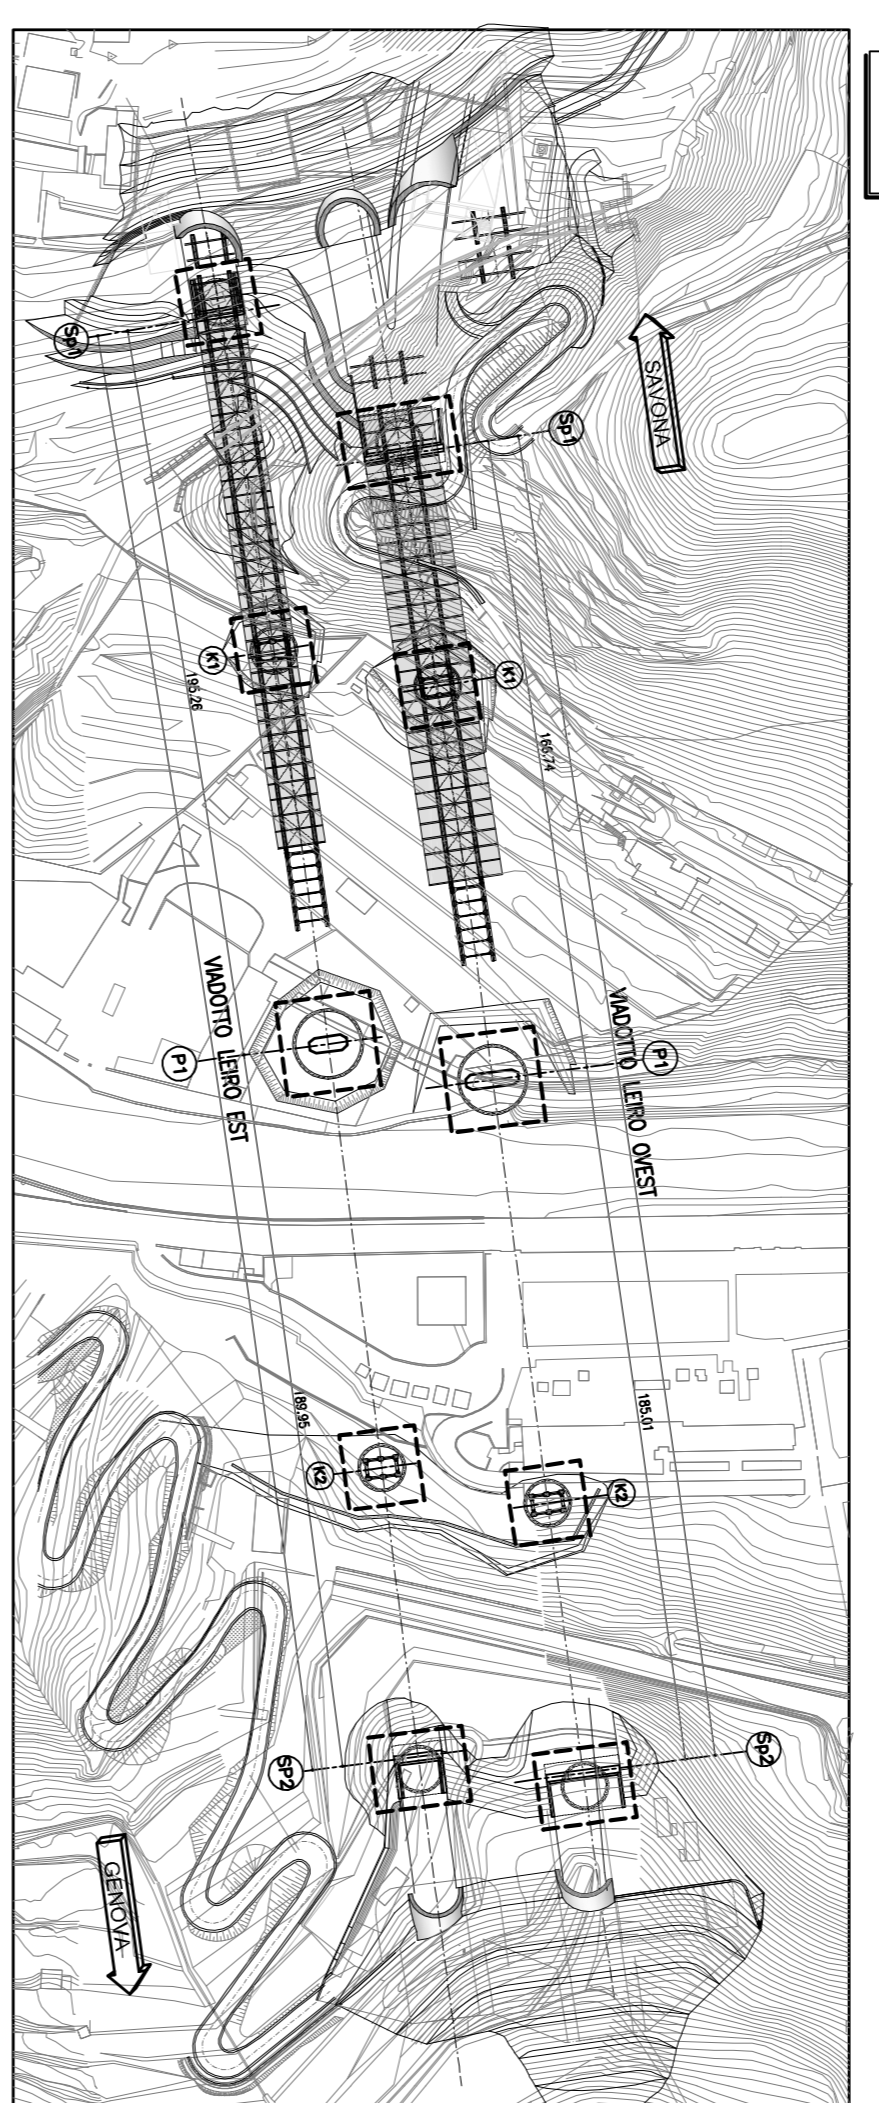 Sp1
SAVONA
Sp1
K1
K1
195.26
166.74
VIADOTTO LEIRO EST
VIADOTTO LEIRO OVEST
P1
P1
189.95
185.01
K2
K2
SP2
Sp2
GENOVA